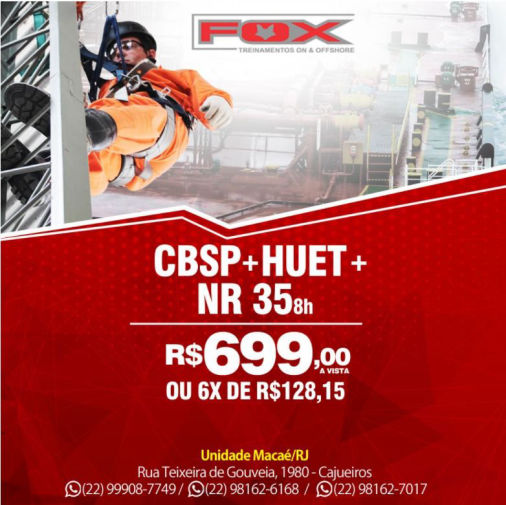 FOX
TREINAMENTOS ON & OFFSHORE
CBSP+HUET+
NR 35 8h
R$699,00
À VISTA
OU 6X DE R$128,15
Unidade Macaé/RJ
Rua Teixeira de Gouveia, 1980 - Cajueiros
(22) 99908-7749 / (22) 98162-6168 / (22) 98162-7017